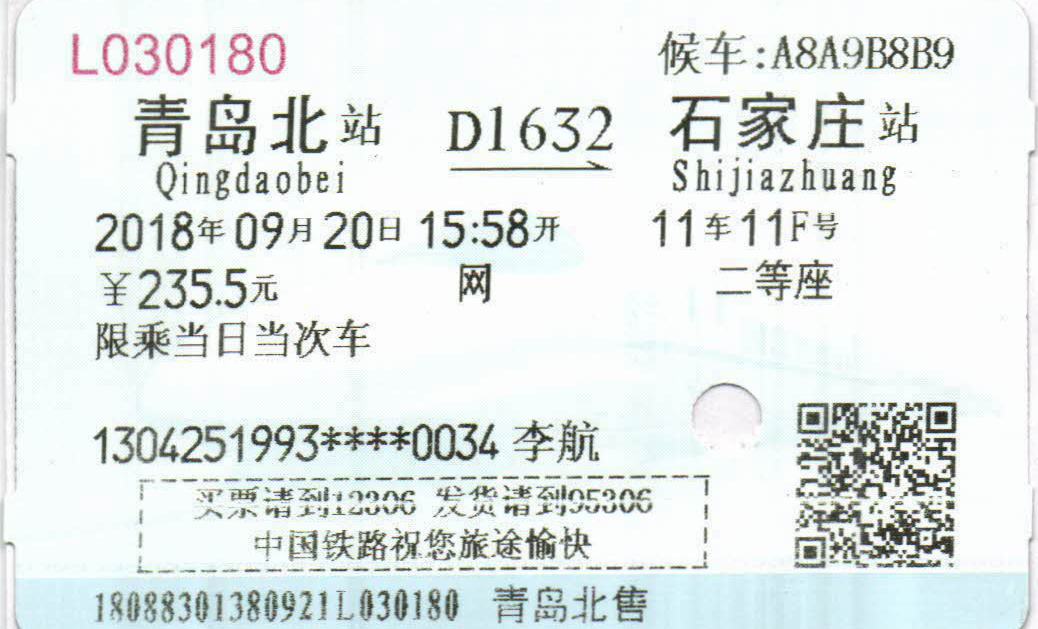 L030180 候车:A8A9B8B9
青岛北站 D1632 石家庄站
Qingdaobei Shijiazhuang
2018年09月20日 15:58开 11车11F号
￥235.5元 网 二等座
限乘当日当次车
1304251993****0034 李航
买票请到12306 发货请到95306
中国铁路祝您旅途愉快
18088301380921L030180 青岛北售